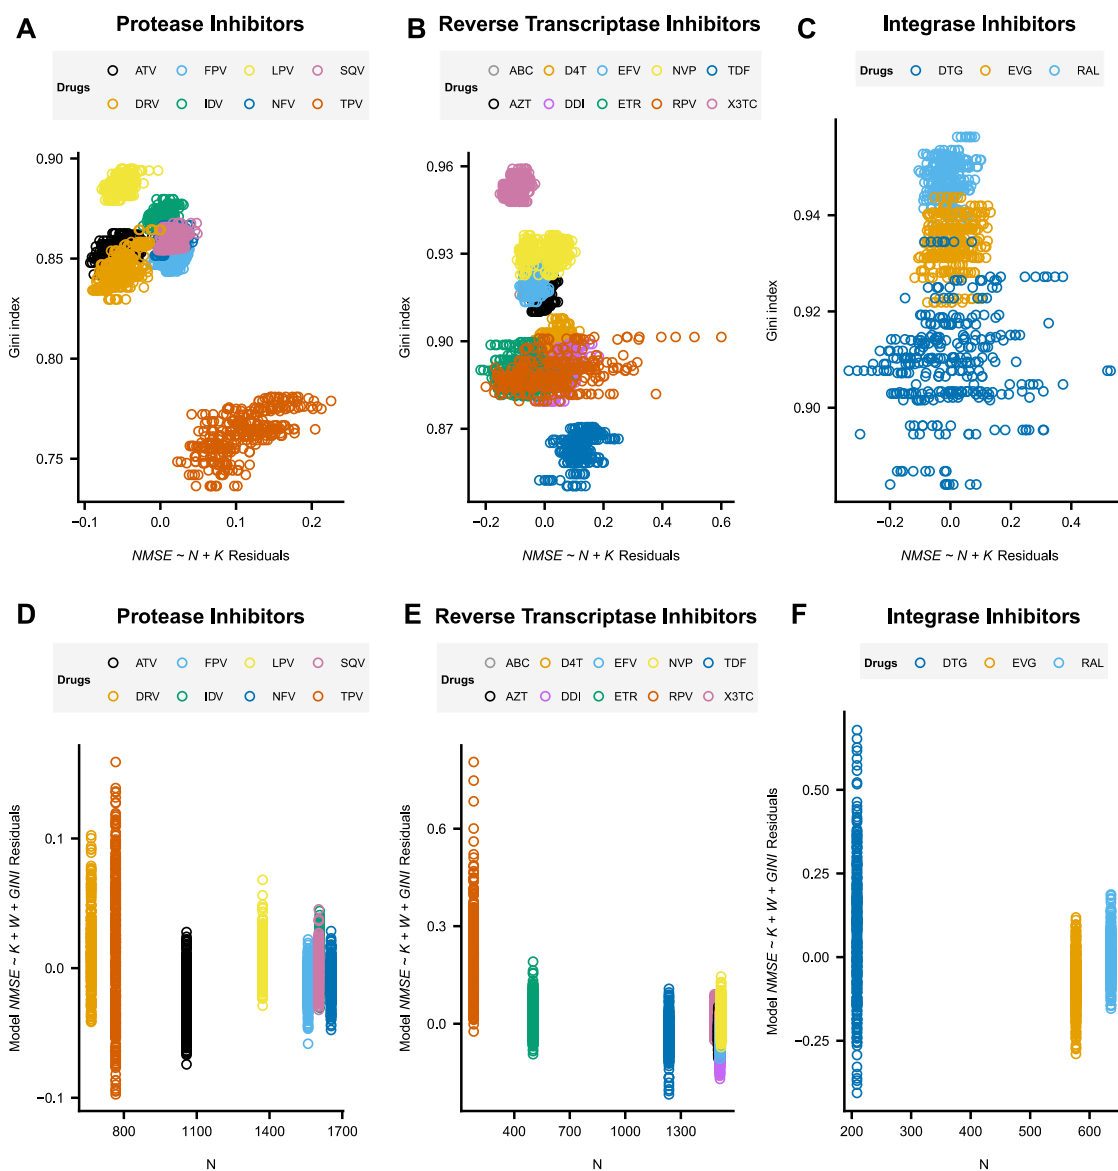 A Protease Inhibitors
Drugs
ATV FPV LPV SQV
DRV IDV NFV TPV
0.90
0.85
0.80
0.75
Gini index
−0.1 0.0 0.1 0.2
NMSE ~ N + K Residuals
B Reverse Transcriptase Inhibitors
Drugs
ABC D4T EFV NVP TDF
AZT DDI ETR RPV X3TC
0.96
0.93
0.90
0.87
Gini index
−0.2 0.0 0.2 0.4 0.6
NMSE ~ N + K Residuals
C Integrase Inhibitors
Drugs DTG EVG RAL
0.94
0.92
0.90
Gini index
−0.2 0.0 0.2 0.4
NMSE ~ N + K Residuals
D Protease Inhibitors
Drugs
ATV FPV LPV SQV
DRV IDV NFV TPV
0.1
0.0
−0.1
Model NMSE ~ K + W + GINI Residuals
800 1100 1400 1700
N
E Reverse Transcriptase Inhibitors
Drugs
ABC D4T EFV NVP TDF
AZT DDI ETR RPV X3TC
0.6
0.3
0.0
Model NMSE ~ K + W + GINI Residuals
400 700 1000 1300
N
F Integrase Inhibitors
Drugs DTG EVG RAL
0.50
0.25
0.00
−0.25
Model NMSE ~ K + W + GINI Residuals
200 300 400 500 600
N